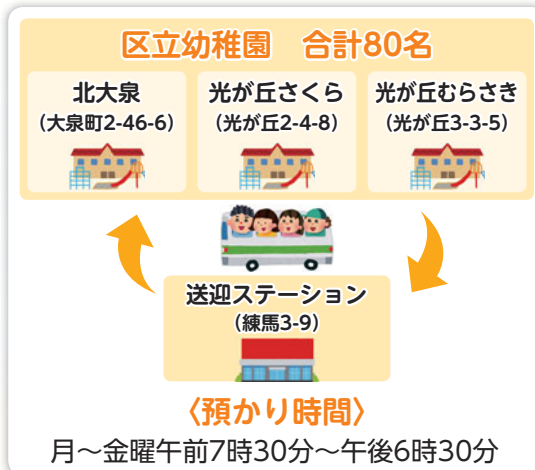 区立幼稚園　合計80名
北大泉
(大泉町2-46-6)
光が丘さくら
(光が丘2-4-8)
光が丘むらさき
(光が丘3-3-5)
送迎ステーション
(練馬3-9)
〈預かり時間〉
月～金曜午前7時30分～午後6時30分